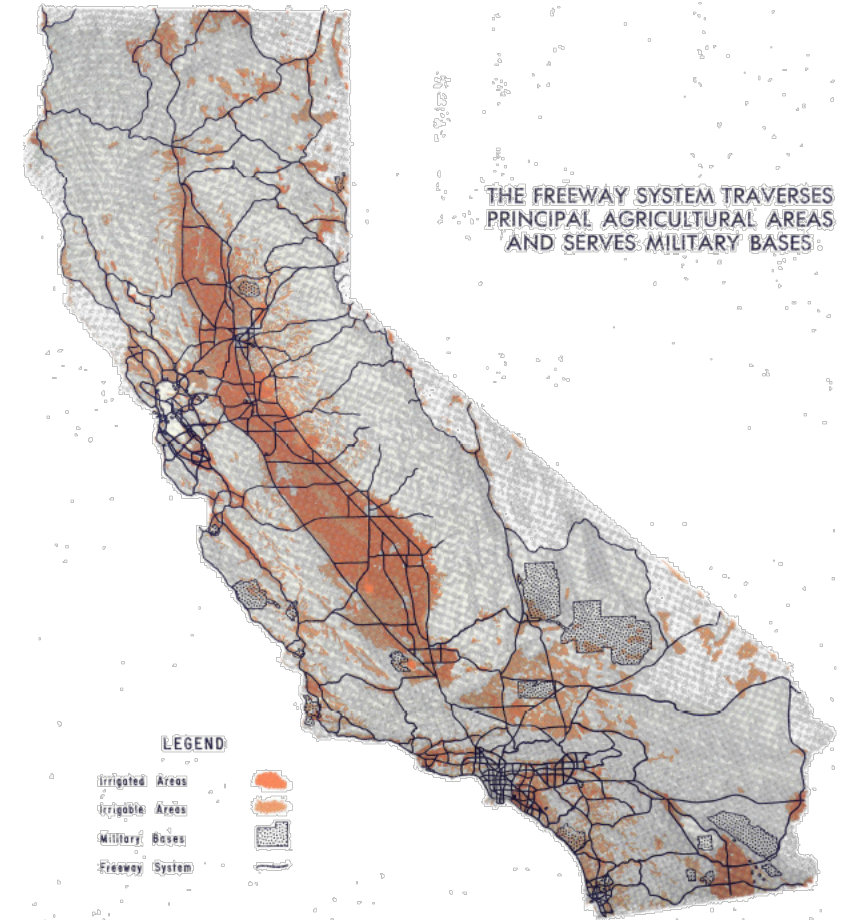 THE FREEWAY SYSTEM TRAVERSES
PRINCIPAL AGRICULTURAL AREAS
AND SERVES MILITARY BASES
LEGEND
Irrigated Areas
Irrigable Areas
Military Bases
Freeway System